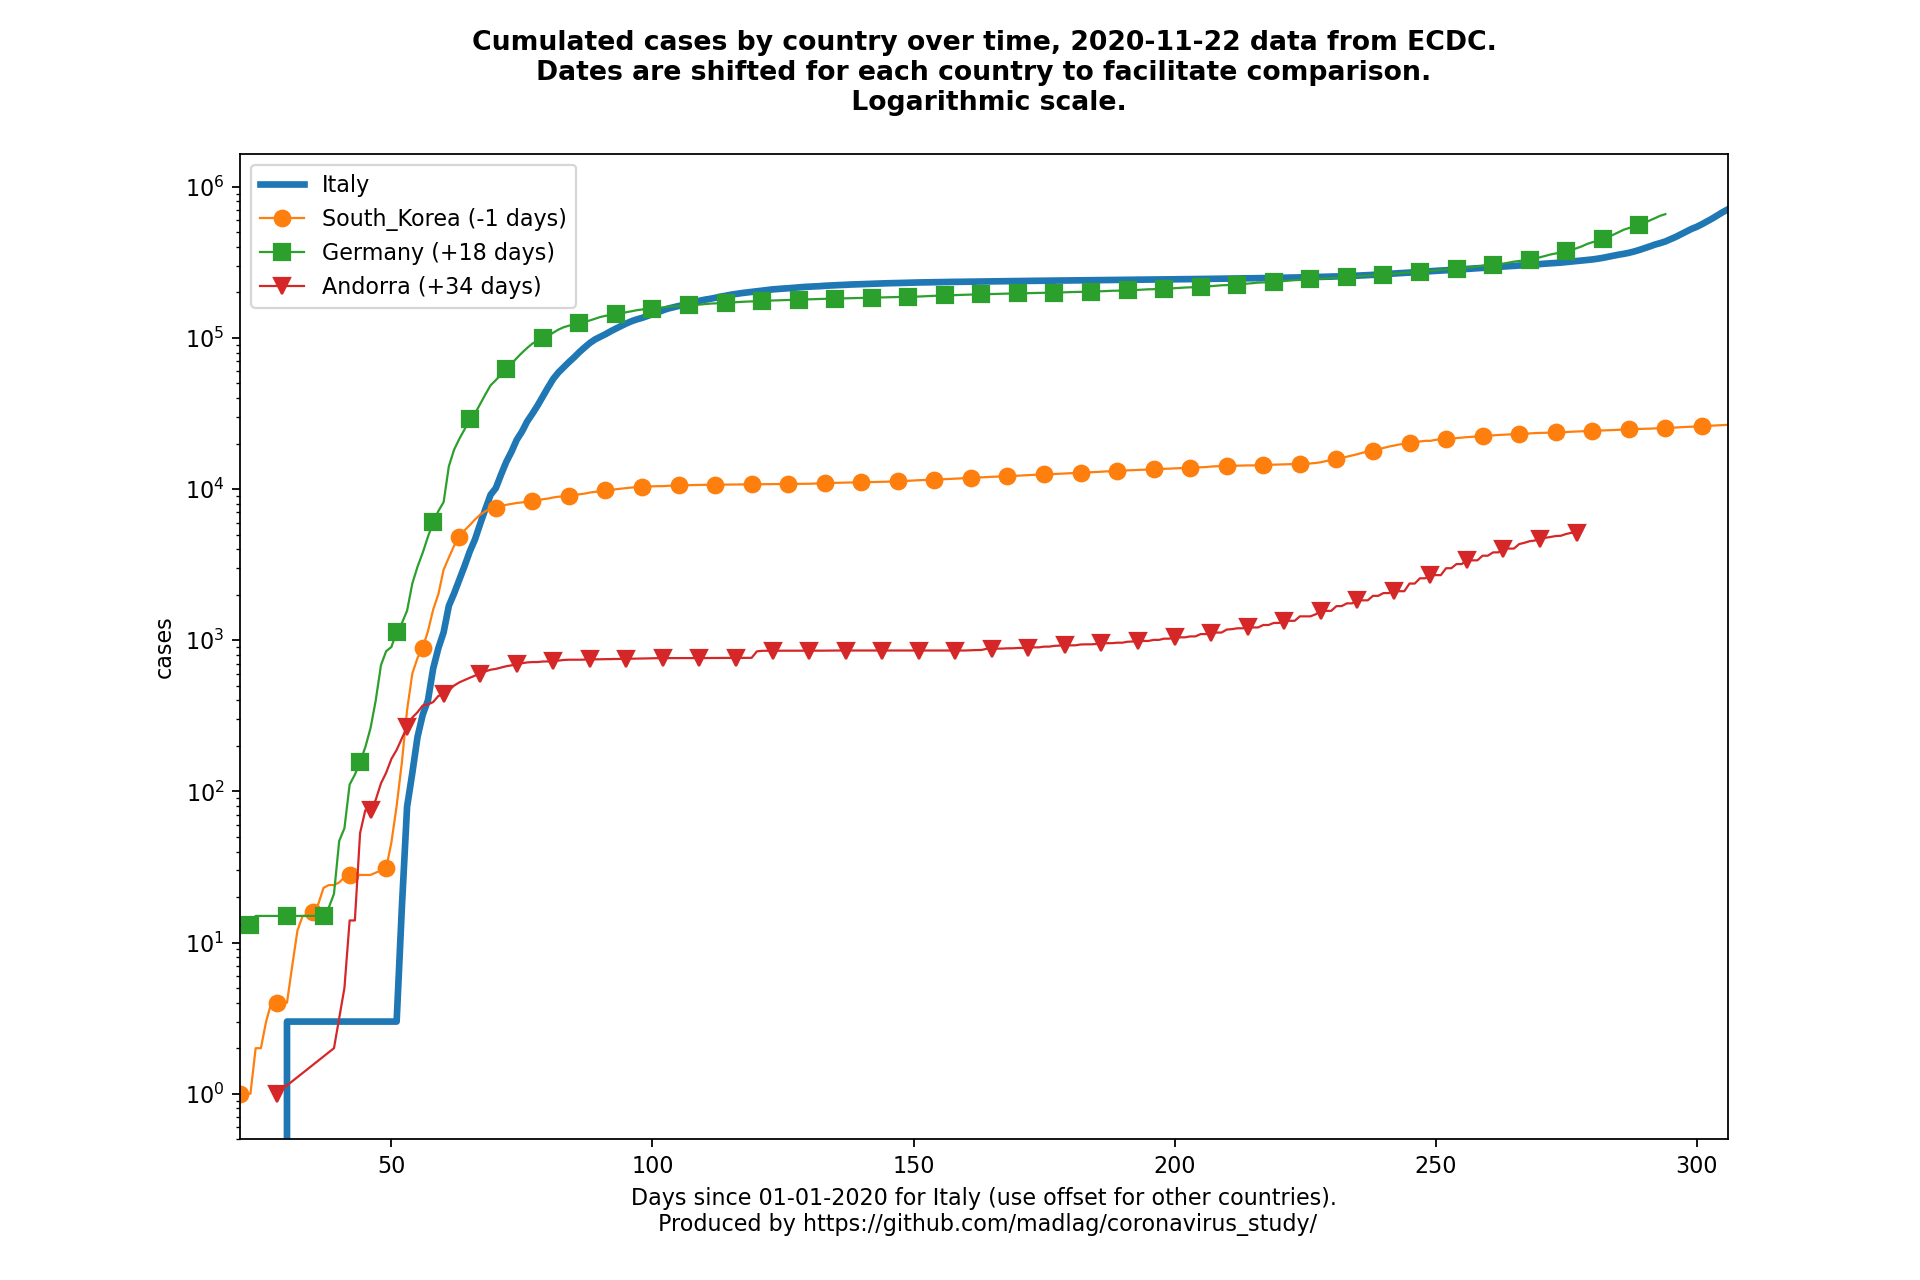 Cumulated cases by country over time, 2020-11-22 data from ECDC.
Dates are shifted for each country to facilitate comparison.
Logarithmic scale.
Italy
South_Korea (-1 days)
Germany (+18 days)
Andorra (+34 days)
10^6
10^5
10^4
10^3
10^2
10^1
10^0
cases
50 100 150 200 250 300
Days since 01-01-2020 for Italy (use offset for other countries).
Produced by https://github.com/madlag/coronavirus_study/